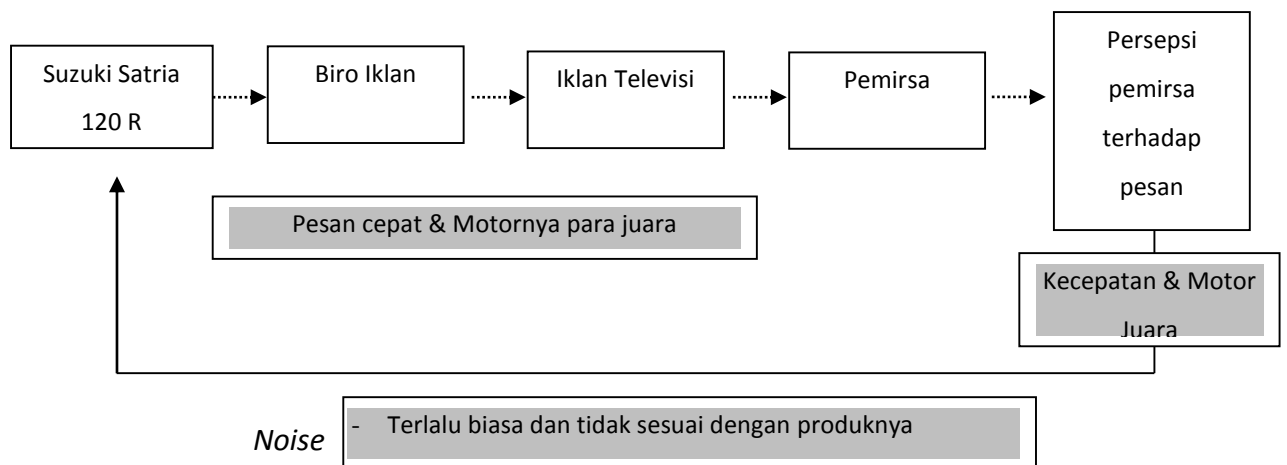 Suzuki Satria
120 R
Biro Iklan
Iklan Televisi
Pemirsa
Persepsi
pemirsa
terhadap
pesan
Pesan cepat & Motornya para juara
Kecepatan & Motor
Juara
Noise
- Terlalu biasa dan tidak sesuai dengan produknya